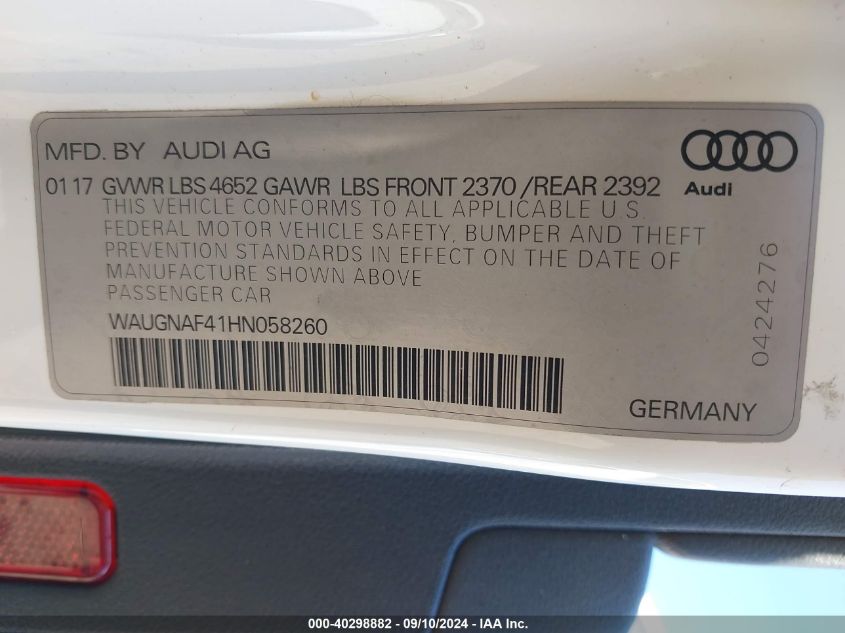 MFD. BY AUDI AG
01 17 GVWR LBS 4652 GAWR LBS FRONT 2370 /REAR 2392
Audi
THIS VEHICLE CONFORMS TO ALL APPLICABLE U.S.
FEDERAL MOTOR VEHICLE SAFETY, BUMPER AND THEFT
PREVENTION STANDARDS IN EFFECT ON THE DATE OF
MANUFACTURE SHOWN ABOVE
PASSENGER CAR
WAUGNAF41HN058260
0424276
GERMANY
000-40298882 - 09/10/2024 - IAA Inc.